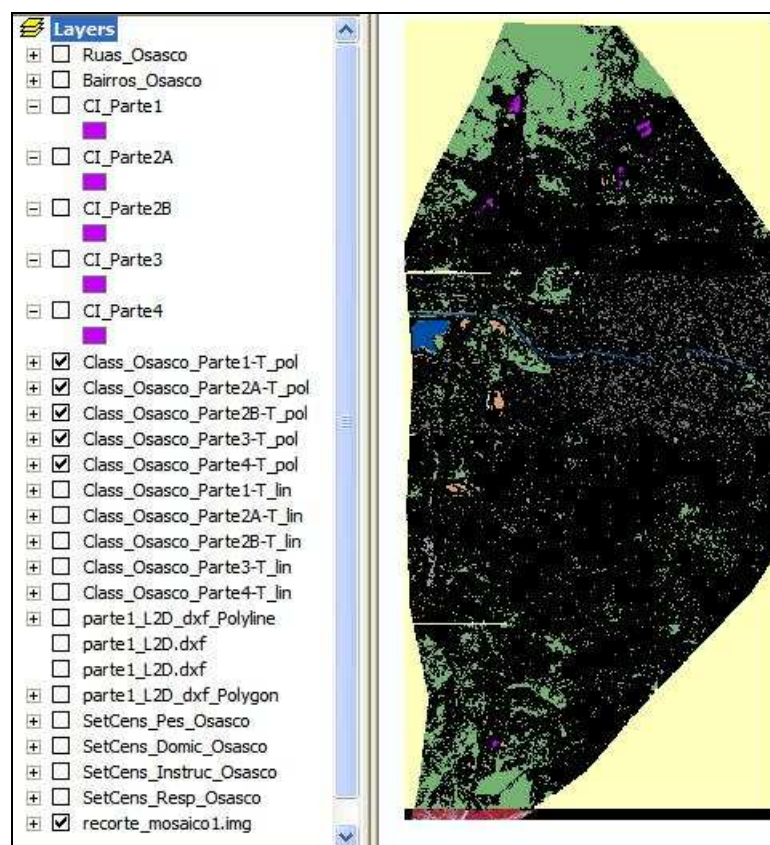 Layers
Ruas_Osasco
Bairros_Osasco
CI_Parte1
CI_Parte2A
CI_Parte2B
CI_Parte3
CI_Parte4
Class_Osasco_Parte1-T_pol
Class_Osasco_Parte2A-T_pol
Class_Osasco_Parte2B-T_pol
Class_Osasco_Parte3-T_pol
Class_Osasco_Parte4-T_pol
Class_Osasco_Parte1-T_lin
Class_Osasco_Parte2A-T_lin
Class_Osasco_Parte2B-T_lin
Class_Osasco_Parte3-T_lin
Class_Osasco_Parte4-T_lin
parte1_L2D_dxf_Polyline
parte1_L2D.dxf
parte1_L2D.dxf
parte1_L2D_dxf_Polygon
SetCens_Pes_Osasco
SetCens_Domic_Osasco
SetCens_Instruc_Osasco
SetCens_Resp_Osasco
recorte_mosaico1.img